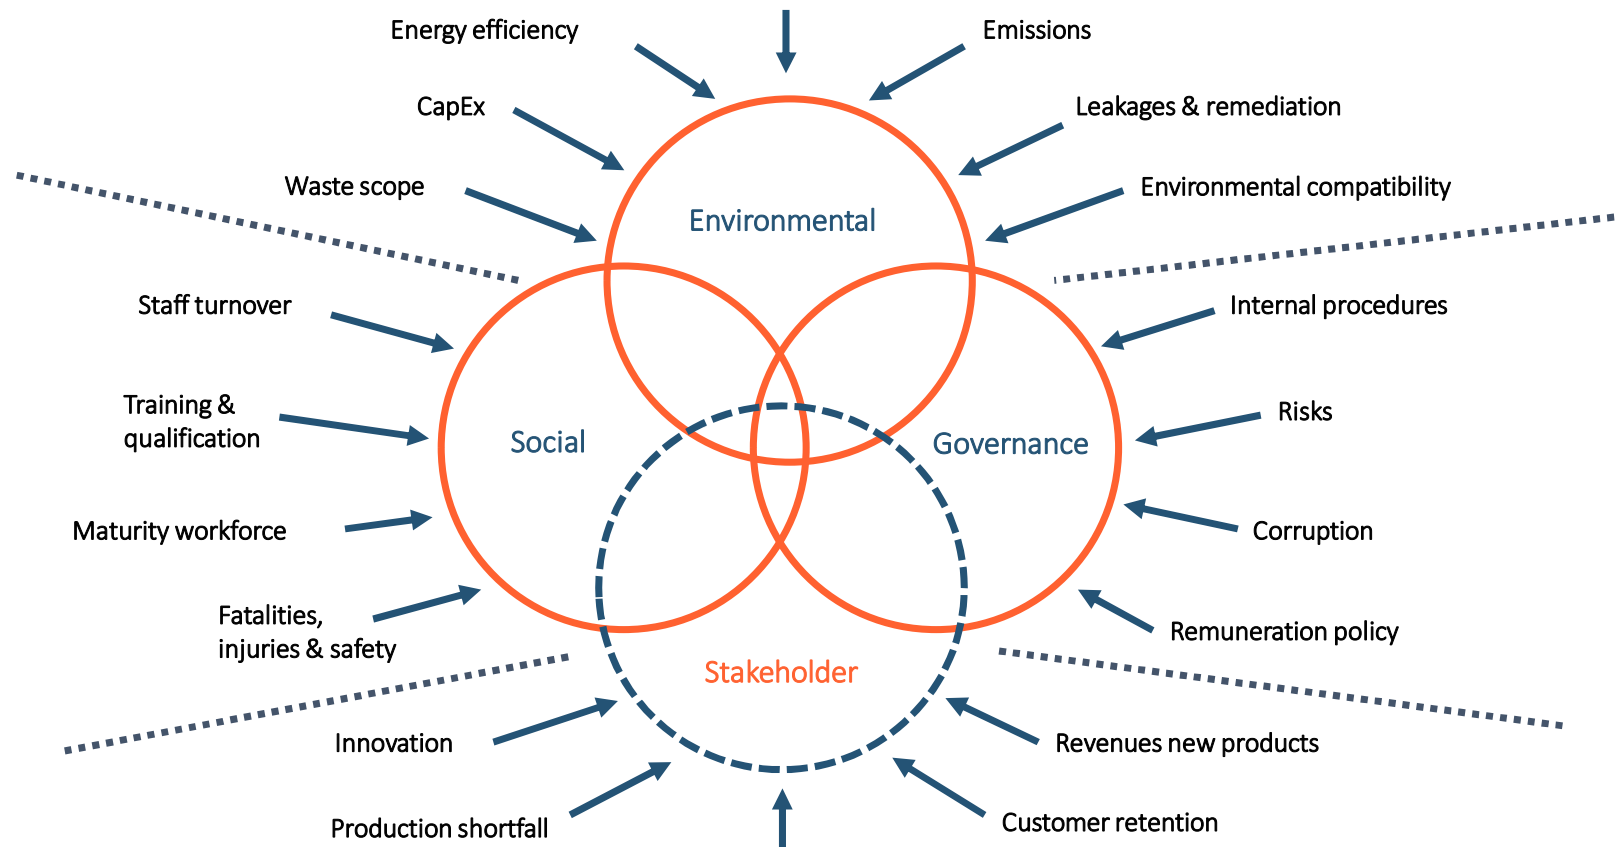 Energy efficiency
Emissions
CapEx
Leakages & remediation
Waste scope
Environmental compatibility
Environmental
Staff turnover
Internal procedures
Training &
qualification
Risks
Social
Governance
Maturity workforce
Corruption
Fatalities,
injuries & safety
Remuneration policy
Stakeholder
Innovation
Revenues new products
Production shortfall
Customer retention